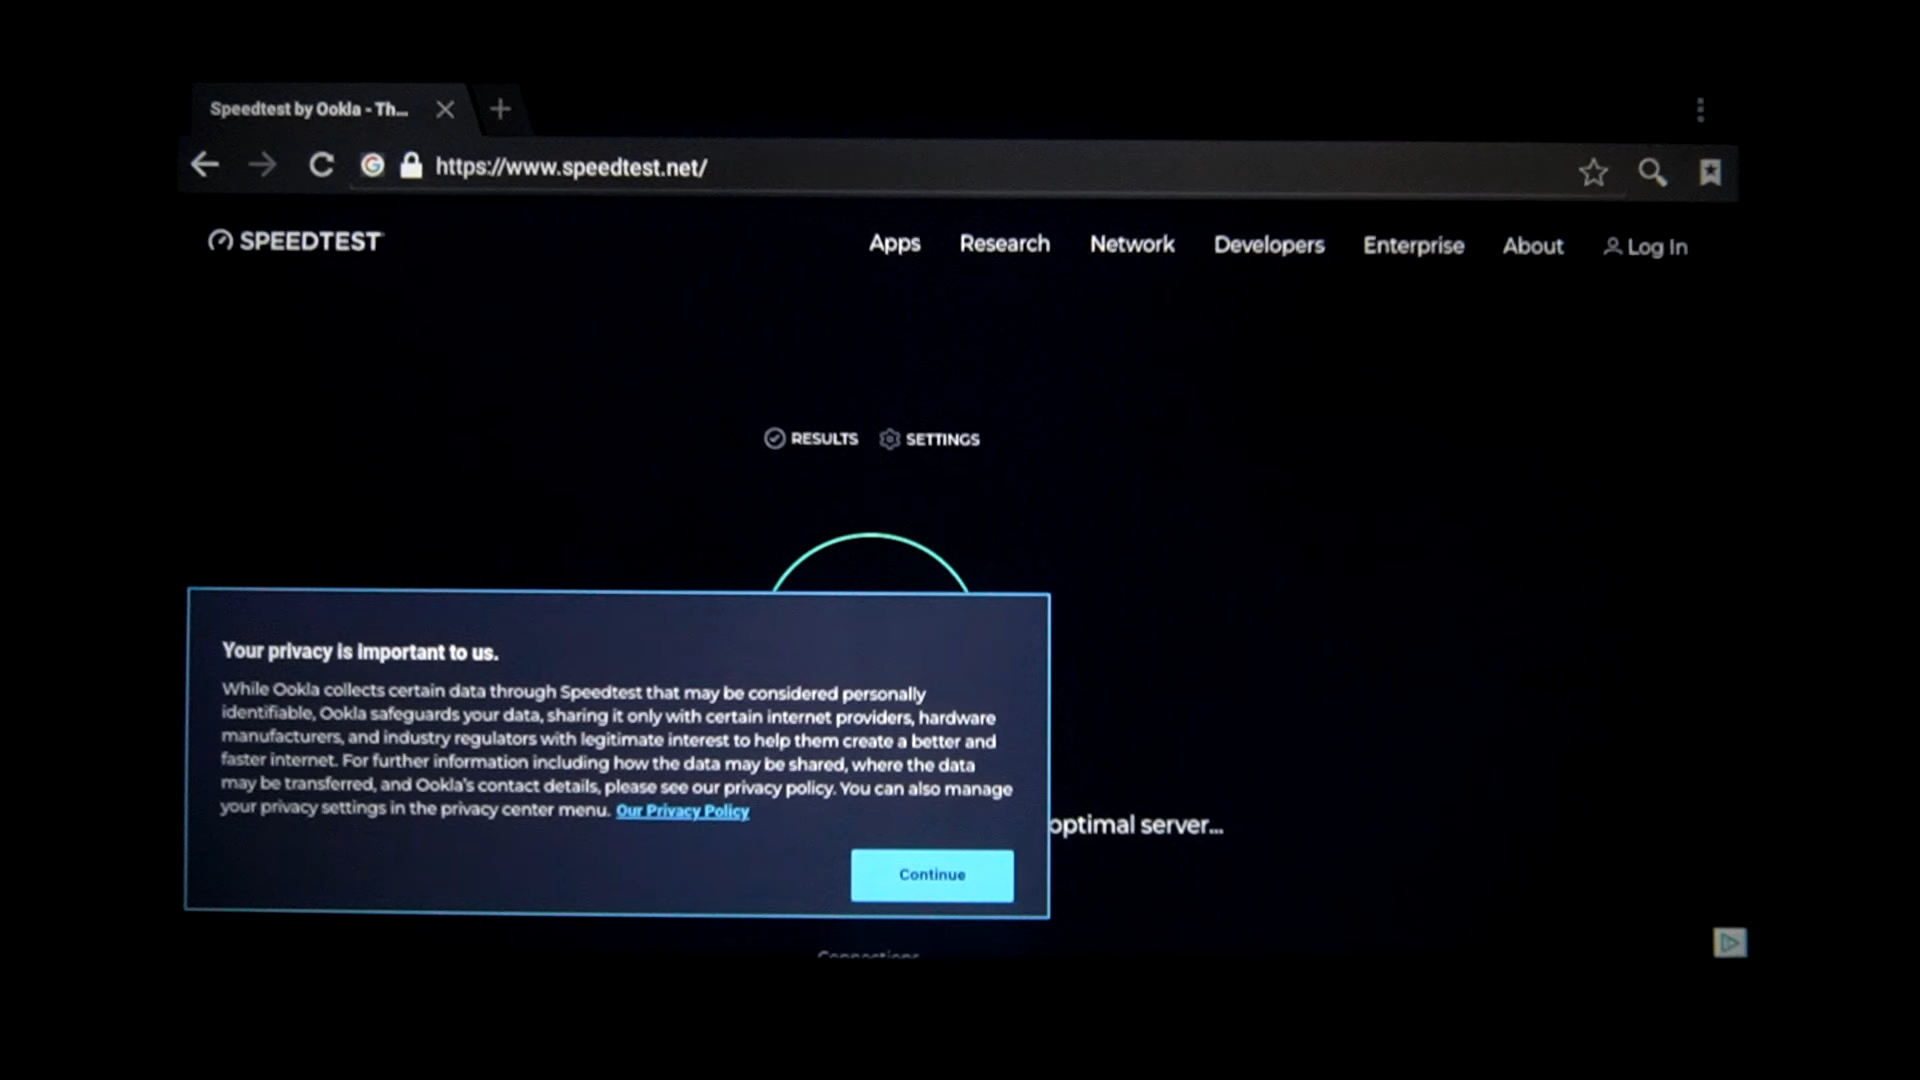 Speedtest by Ookla - Th...
https://www.speedtest.net/
SPEEDTEST
Apps Research Network Developers Enterprise About Log In
RESULTS SETTINGS
Your privacy is important to us.
While Ookla collects certain data through Speedtest that may be considered personally
identifiable, Ookla safeguards your data, sharing it only with certain internet providers, hardware
manufacturers, and industry regulators with legitimate interest to help them create a better and
faster internet. For further information including how the data may be shared, where the data
may be transferred, and Ookla's contact details, please see our privacy policy. You can also manage
your privacy settings in the privacy center menu. Our Privacy Policy
optimal server...
Continue
Connections